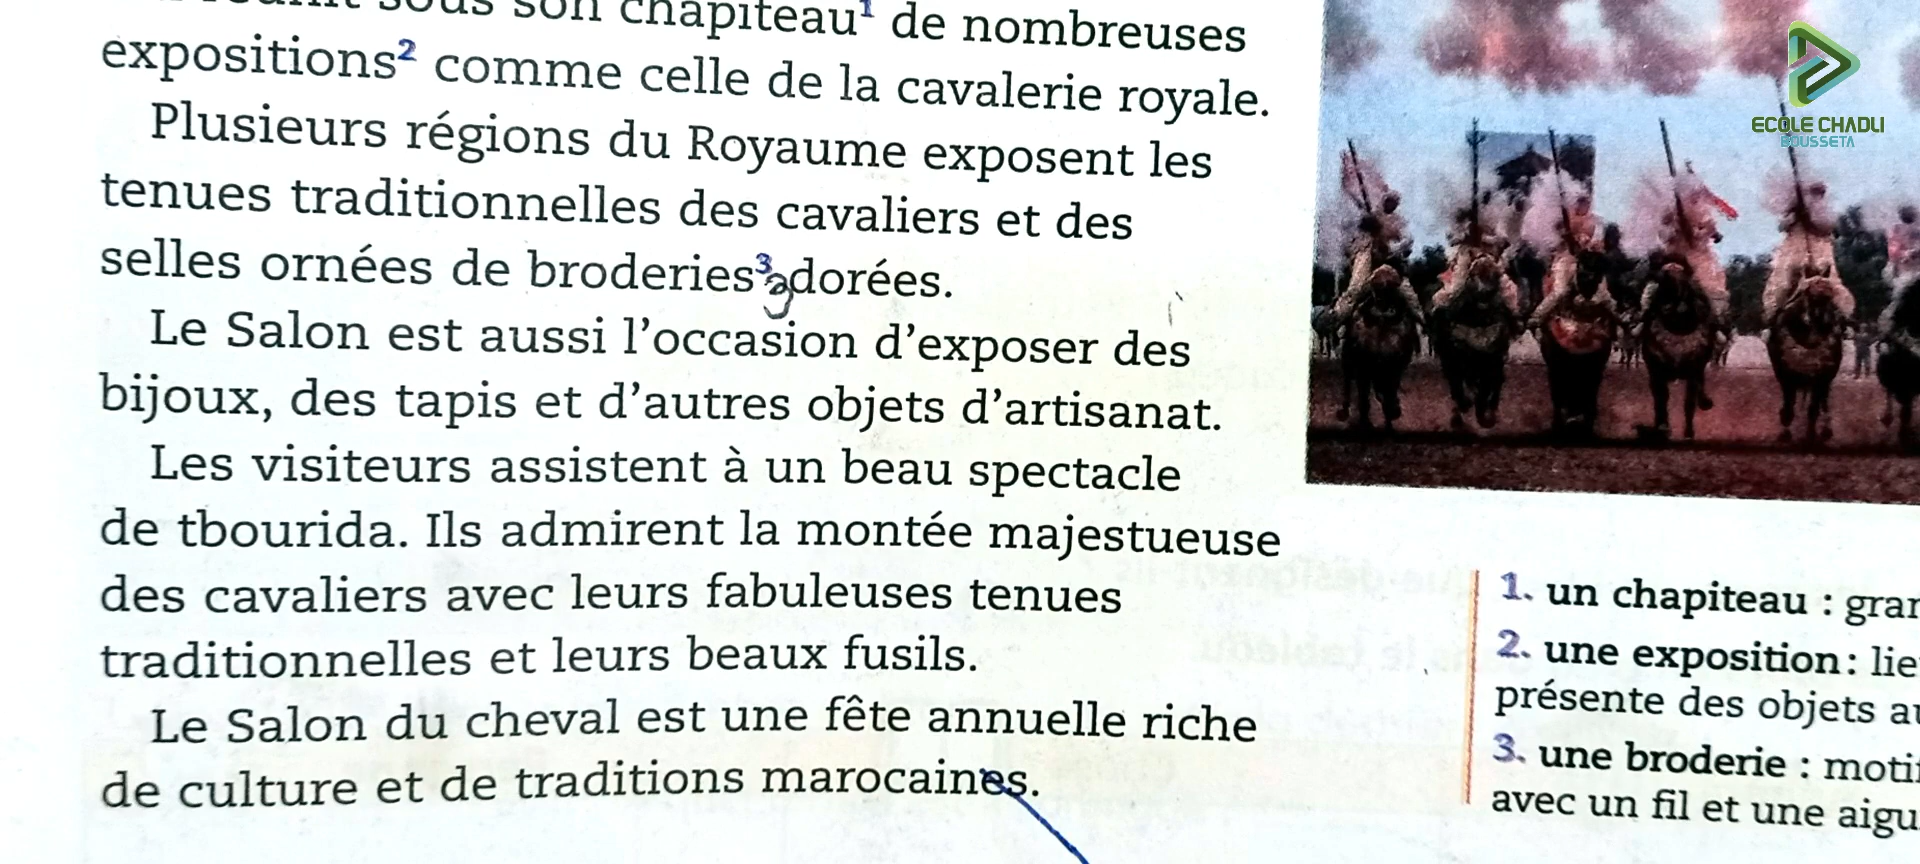 sous son chapiteau¹ de nombreuses
expositions² comme celle de la cavalerie royale.
Plusieurs régions du Royaume exposent les
tenues traditionnelles des cavaliers et des
selles ornées de broderies³ dorées.
Le Salon est aussi l'occasion d'exposer des
bijoux, des tapis et d'autres objets d'artisanat.
Les visiteurs assistent à un beau spectacle
de tbourida. Ils admirent la montée majestueuse
des cavaliers avec leurs fabuleuses tenues
traditionnelles et leurs beaux fusils.
Le Salon du cheval est une fête annuelle riche
de culture et de traditions marocaines.
ECOLE CHADLI
BOUSSETA
1. un chapiteau :
2. une exposition :
présente des objets
3. une broderie :
avec un fil et une